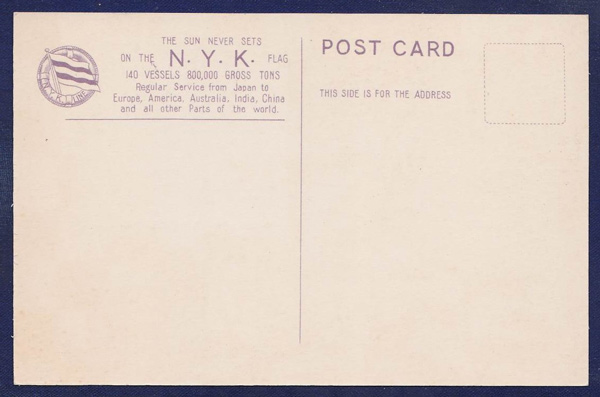 THE SUN NEVER SETS
ON THE N. Y. K. FLAG
140 VESSELS 800,000 GROSS TONS
Regular Service from Japan to
Europe, America, Australia, India, China
and all other Parts of the world.
N.Y.K. LINE
POST CARD
THIS SIDE IS FOR THE ADDRESS